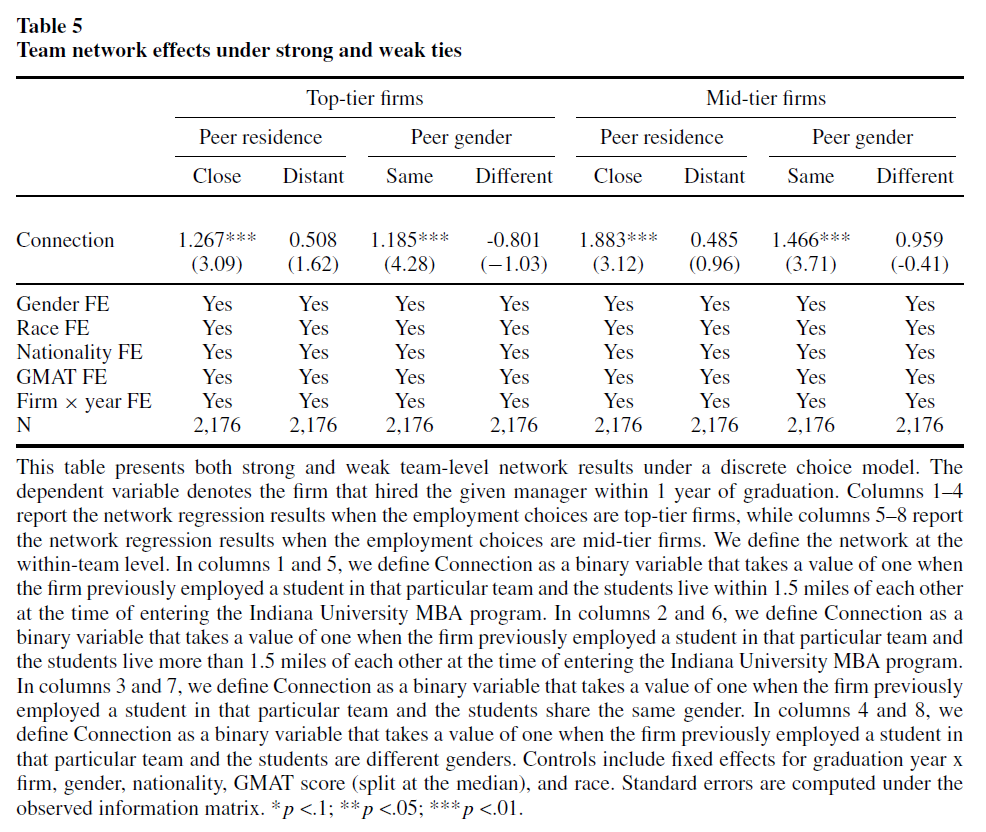 Table 5
Team network effects under strong and weak ties
Top-tier firms Mid-tier firms
Peer residence Peer gender Peer residence Peer gender
Close Distant Same Different Close Distant Same Different
Connection 1.267*** 0.508 1.185*** -0.801 1.883*** 0.485 1.466*** 0.959
(3.09) (1.62) (4.28) (−1.03) (3.12) (0.96) (3.71) (-0.41)
Gender FE Yes Yes Yes Yes Yes Yes Yes Yes
Race FE Yes Yes Yes Yes Yes Yes Yes Yes
Nationality FE Yes Yes Yes Yes Yes Yes Yes Yes
GMAT FE Yes Yes Yes Yes Yes Yes Yes Yes
Firm × year FE Yes Yes Yes Yes Yes Yes Yes Yes
N 2,176 2,176 2,176 2,176 2,176 2,176 2,176 2,176
This table presents both strong and weak team-level network results under a discrete choice model. The
dependent variable denotes the firm that hired the given manager within 1 year of graduation. Columns 1–4
report the network regression results when the employment choices are top-tier firms, while columns 5–8 report
the network regression results when the employment choices are mid-tier firms. We define the network at the
within-team level. In columns 1 and 5, we define Connection as a binary variable that takes a value of one when
the firm previously employed a student in that particular team and the students live within 1.5 miles of each other
at the time of entering the Indiana University MBA program. In columns 2 and 6, we define Connection as a
binary variable that takes a value of one when the firm previously employed a student in that particular team and
the students live more than 1.5 miles of each other at the time of entering the Indiana University MBA program.
In columns 3 and 7, we define Connection as a binary variable that takes a value of one when the firm previously
employed a student in that particular team and the students share the same gender. In columns 4 and 8, we
define Connection as a binary variable that takes a value of one when the firm previously employed a student in
that particular team and the students are different genders. Controls include fixed effects for graduation year x
firm, gender, nationality, GMAT score (split at the median), and race. Standard errors are computed under the
observed information matrix. *p <.1; **p <.05; ***p <.01.